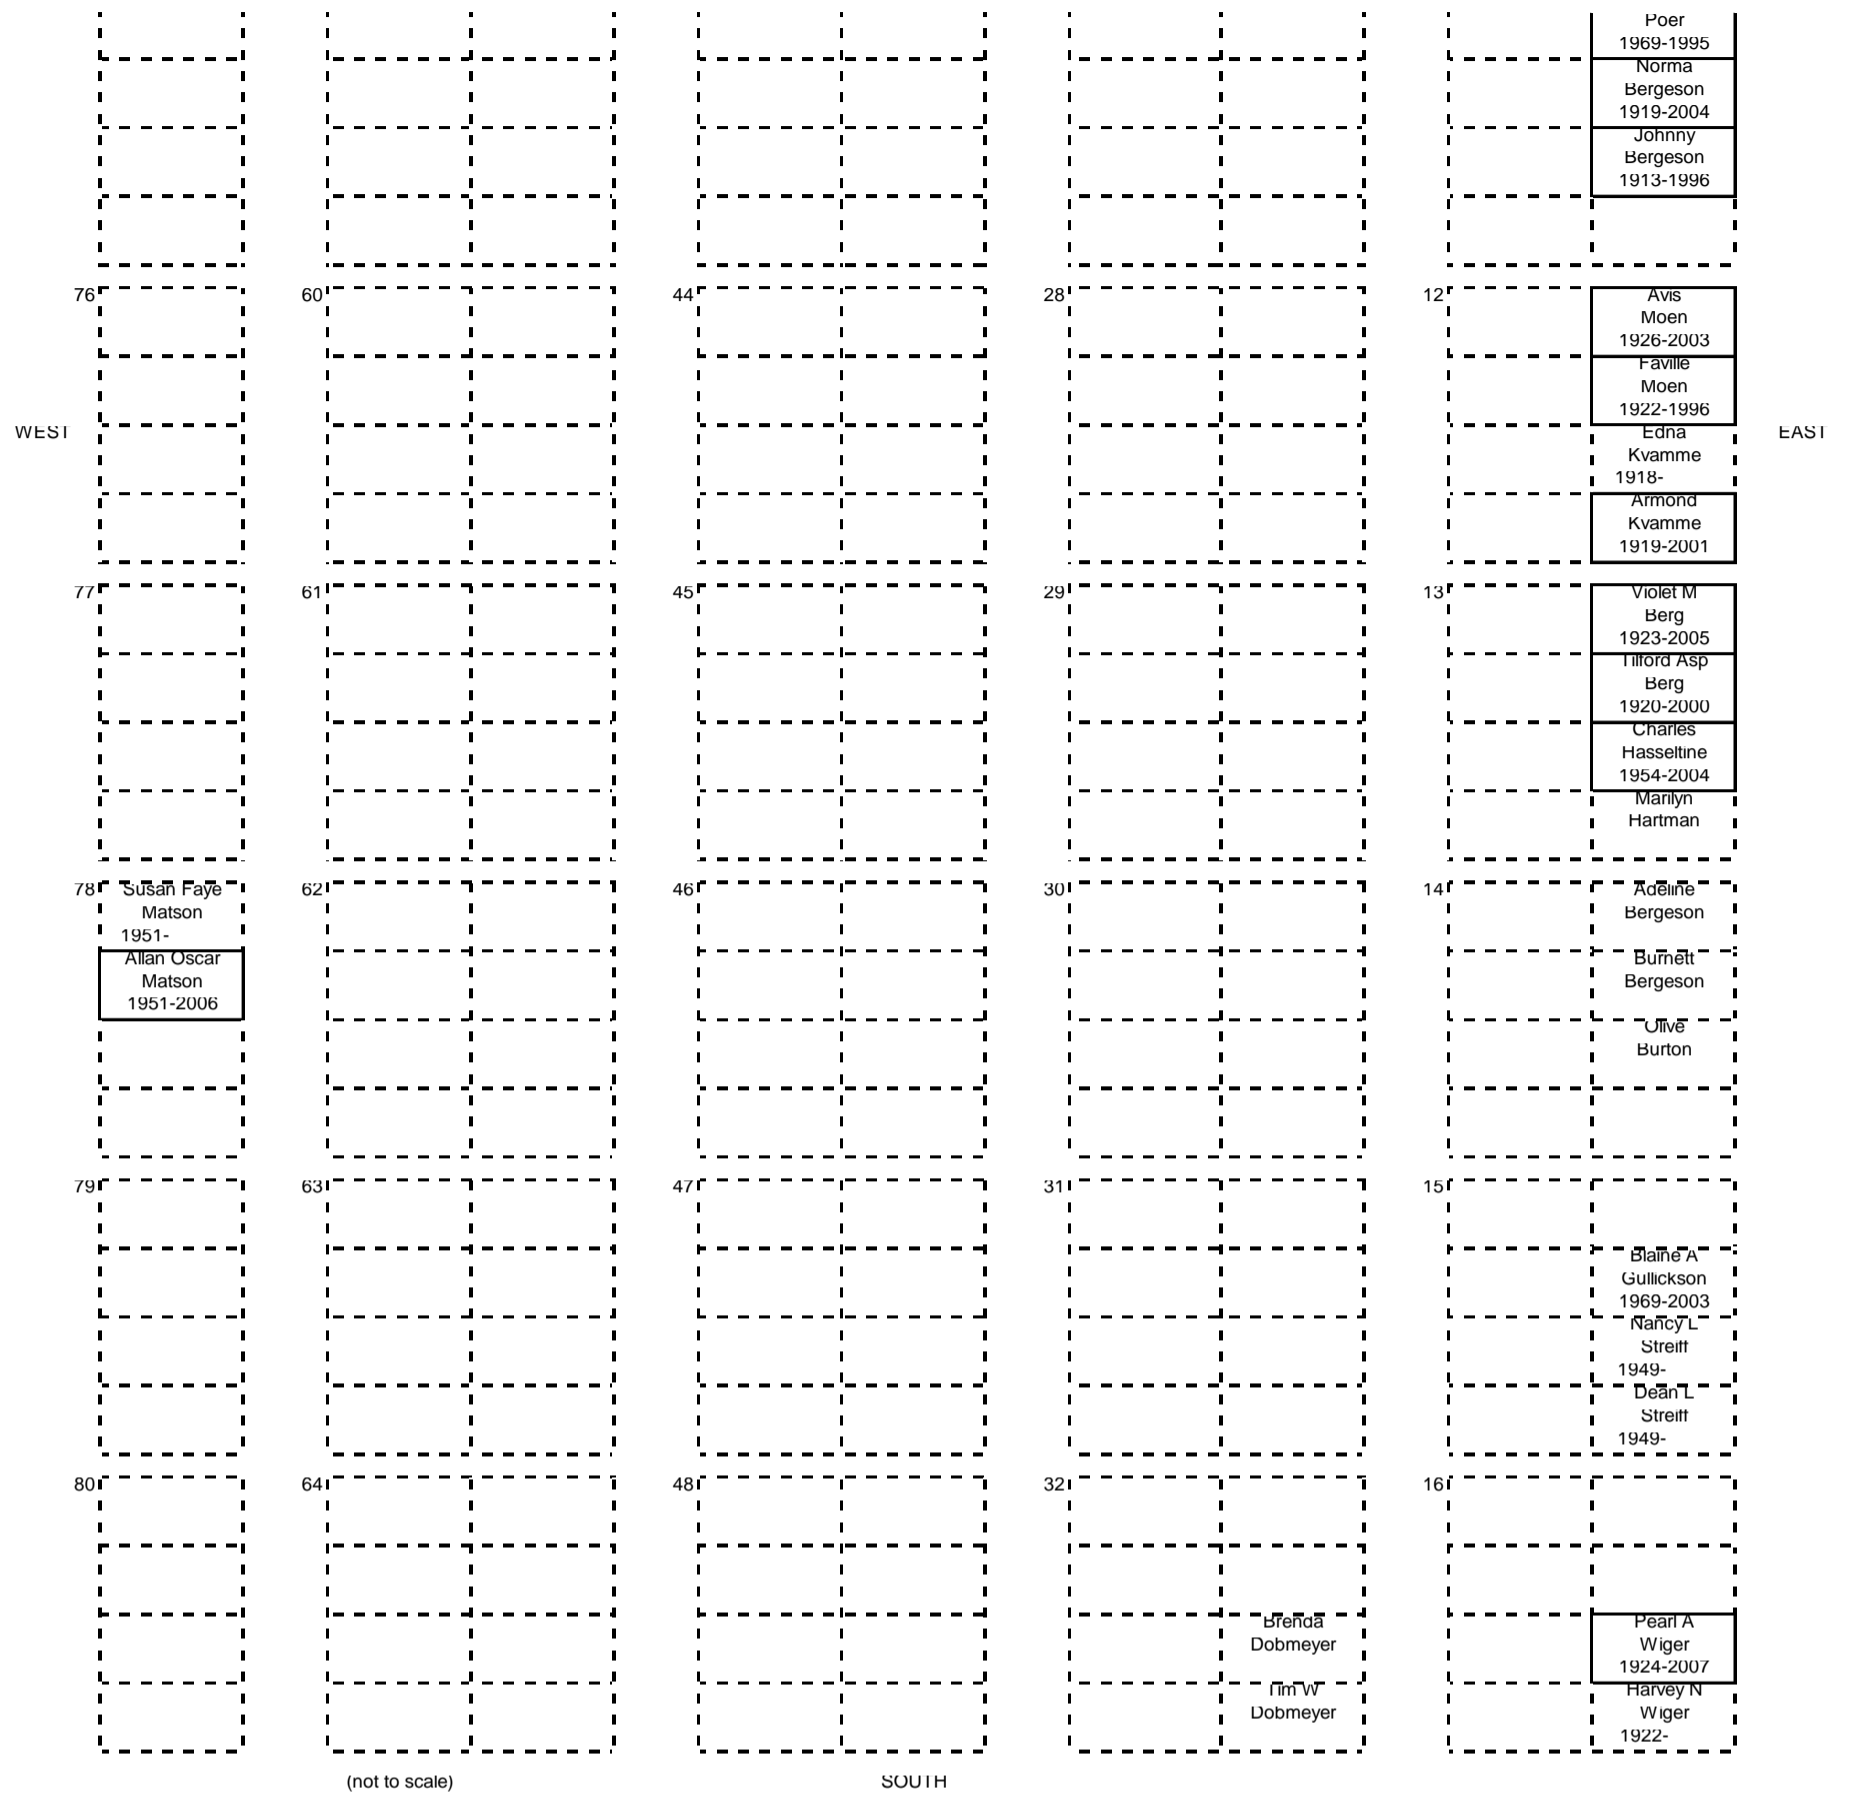 Poer
1969-1995
Norma
Bergeson
1919-2004
Johnny
Bergeson
1913-1996
76
60
44
28
12
Avis
Moen
1926-2003
Faville
Moen
1922-1996
WEST
EAST
Edna
Kvamme
1918-
Armond
Kvamme
1919-2001
77
61
45
29
13
Violet M
Berg
1923-2005
Tilford Asp
Berg
1920-2000
Charles
Hasseltine
1954-2004
Marilyn
Hartman
78
Susan Faye
Matson
1951-
Allan Oscar
Matson
1951-2006
62
46
30
14
Adeline
Bergeson
Burnett
Bergeson
Olive
Burton
79
63
47
31
15
Blaine A
Gullickson
1969-2003
Nancy L
Streiff
1949-
Dean L
Streiff
1949-
80
64
48
32
16
Brenda
Dobmeyer
Tim W
Dobmeyer
Pearl A
Wiger
1924-2007
Harvey N
Wiger
1922-
(not to scale)
SOUTH